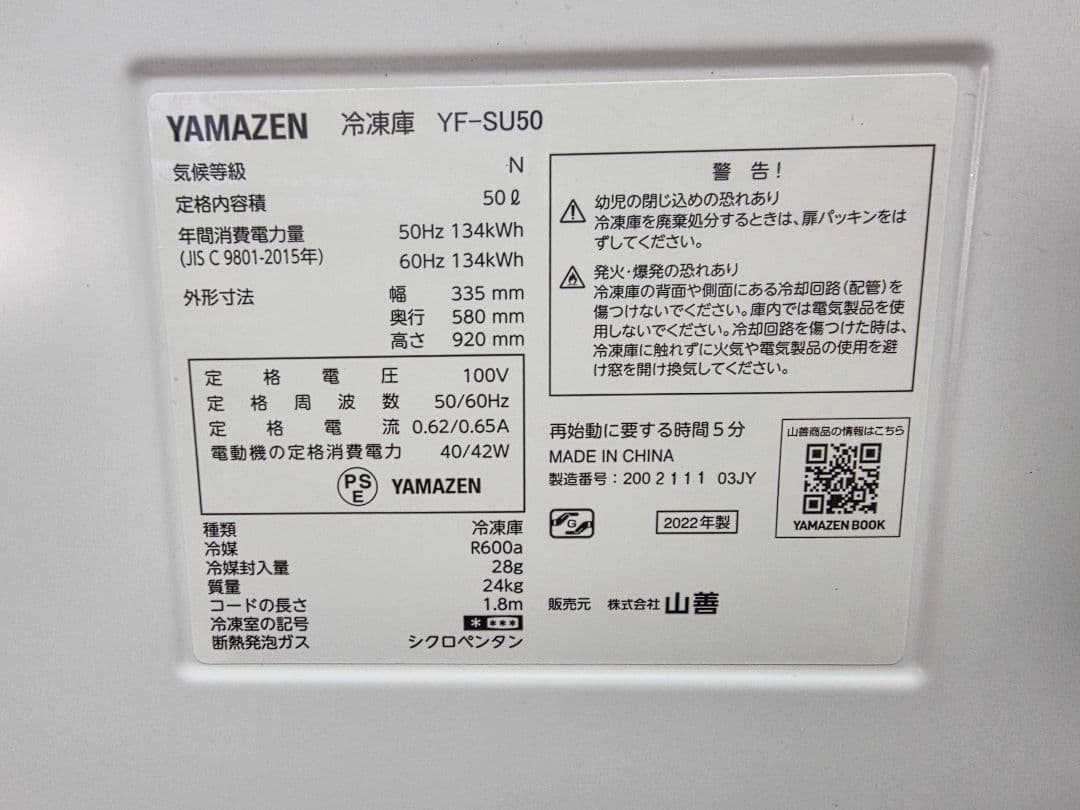 YAMAZEN 冷凍庫 YF-SU50
気候等級 N
定格内容積 50ℓ
年間消費電力量 50Hz 134kWh
(JIS C 9801-2015年) 60Hz 134kWh
外形寸法 幅 335 mm
奥行 580 mm
高さ 920 mm
定格電圧 100V
定格周波数 50/60Hz
定格電流 0.62/0.65A
電動機の定格消費電力 40/42W
PSE YAMAZEN
種類 冷凍庫
冷媒 R600a
冷媒封入量 28g
質量 24kg
コードの長さ 1.8m
冷凍室の記号 ****
断熱発泡ガス シクロペンタン
警告!
幼児の閉じ込めの恐れあり
冷凍庫を廃棄処分するときは、扉パッキンをは
ずしてください。
発火・爆発の恐れあり
冷凍庫の背面や側面にある冷却回路(配管)を
傷つけないでください。庫内では電気製品を使
用しないでください。冷却回路を傷つけた時は、
冷凍庫に触れずに火気や電気製品の使用を避
け窓を開け換気してください。
再始動に要する時間5分
MADE IN CHINA
製造番号:200 2111 03JY
G
2022年製
山善商品の情報はこちら
YAMAZEN BOOK
販売元 株式会社 山善